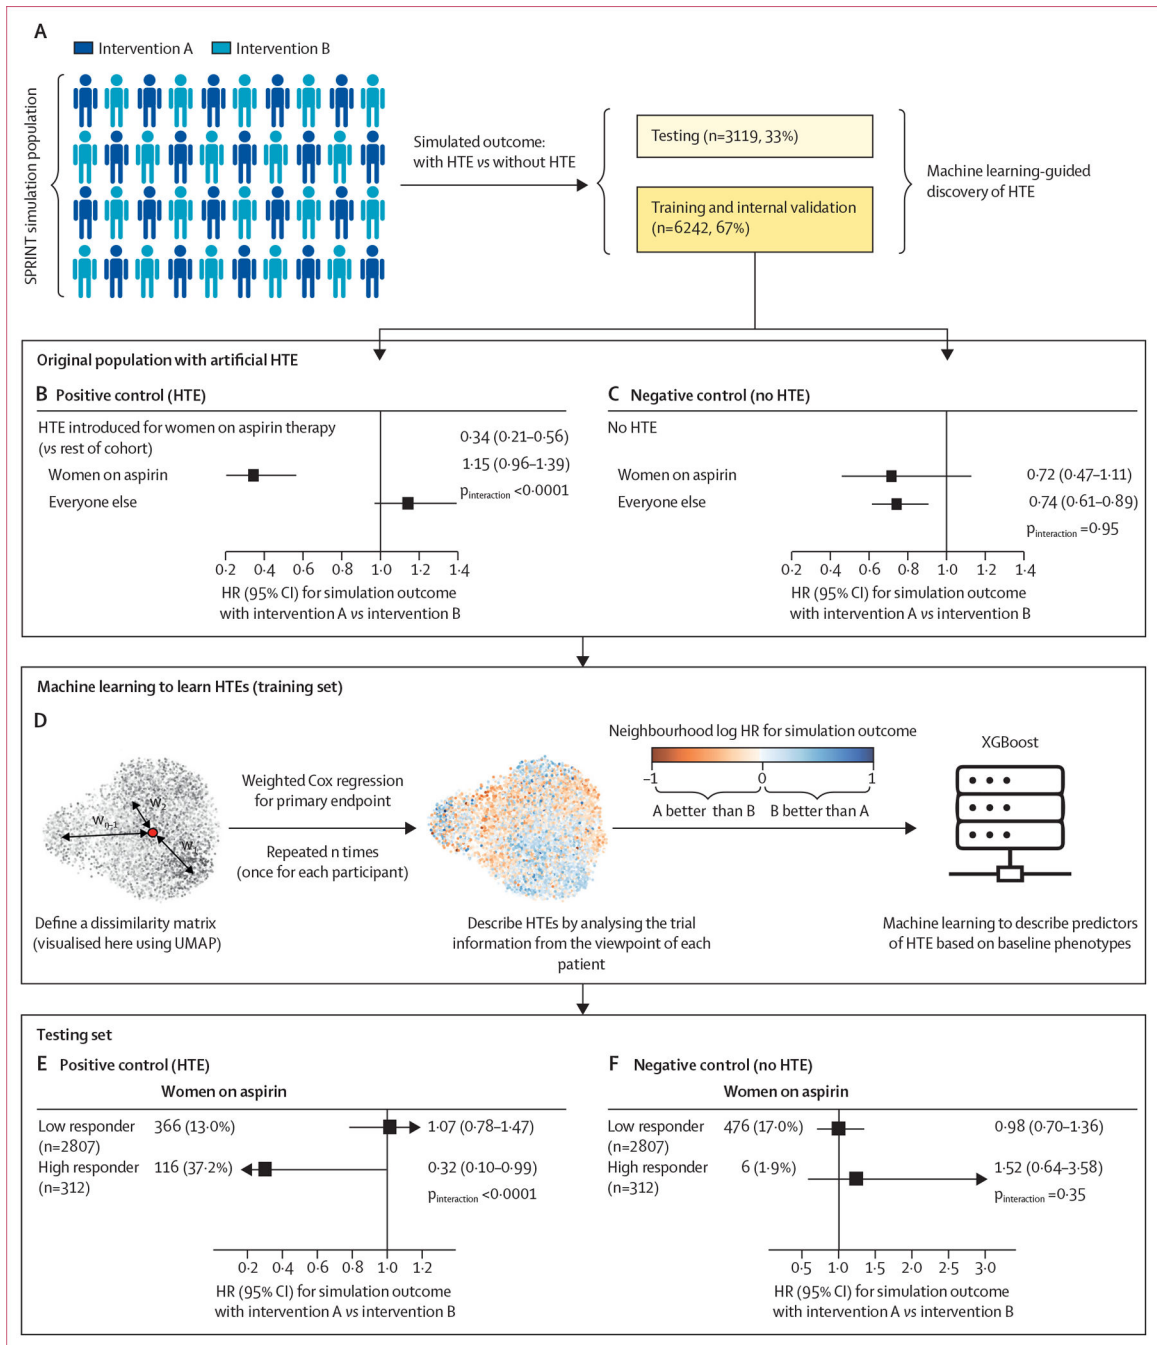 A
Intervention A
Intervention B
SPRINT simulation population
Simulated outcome:
with HTE vs without HTE
Testing (n=3119, 33%)
Training and internal validation
(n=6242, 67%)
Machine learning-guided
discovery of HTE
Original population with artificial HTE
B Positive control (HTE)
HTE introduced for women on aspirin therapy
(vs rest of cohort)
Women on aspirin
Everyone else
0·34 (0·21–0·56)
1·15 (0·96–1·39)
pinteraction <0·0001
0·2 0·4 0·6 0·8 1·0 1·2 1·4
HR (95% CI) for simulation outcome
with intervention A vs intervention B
C Negative control (no HTE)
No HTE
Women on aspirin 0·72 (0·47–1·11)
Everyone else 0·74 (0·61–0·89)
pinteraction =0·95
0·2 0·4 0·6 0·8 1·0 1·2 1·4
HR (95% CI) for simulation outcome
with intervention A vs intervention B
Machine learning to learn HTEs (training set)
D
w2
wn–1
w
Define a dissimilarity matrix
(visualised here using UMAP)
Weighted Cox regression
for primary endpoint
Repeated n times
(once for each participant)
Describe HTEs by analysing the trial
information from the viewpoint of each
patient
Neighbourhood log HR for simulation outcome
–1 0 1
A better than B B better than A
XGBoost
Machine learning to describe predictors
of HTE based on baseline phenotypes
Testing set
E Positive control (HTE)
Women on aspirin
Low responder 366 (13·0%) 1·07 (0·78–1·47)
(n=2807)
High responder 116 (37·2%) 0·32 (0·10–0·99)
(n=312)
pinteraction <0·0001
0·2 0·4 0·6 0·8 1·0 1·2
HR (95% CI) for simulation outcome
with intervention A vs intervention B
F Negative control (no HTE)
Women on aspirin
Low responder 476 (17·0%) 0·98 (0·70–1·36)
(n=2807)
High responder 6 (1·9%) 1·52 (0·64–3·58)
(n=312)
pinteraction =0·35
0·5 1·0 1·5 2·0 2·5 3·0
HR (95% CI) for simulation outcome
with intervention A vs intervention B